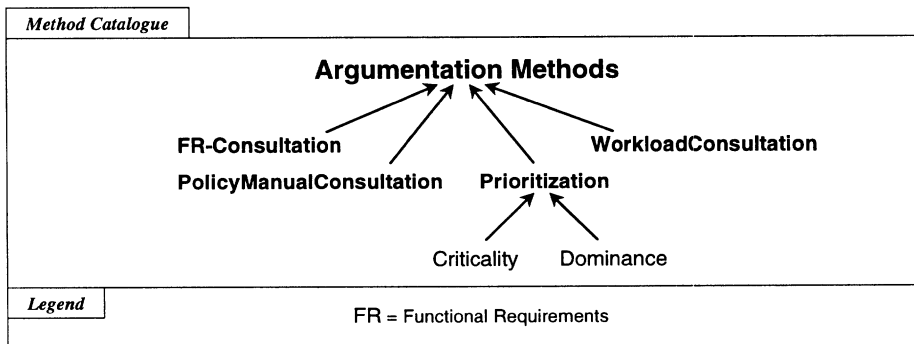 Method Catalogue
Argumentation Methods
FR-Consultation
WorkloadConsultation
PolicyManualConsultation
Prioritization
Criticality
Dominance
Legend
FR = Functional Requirements